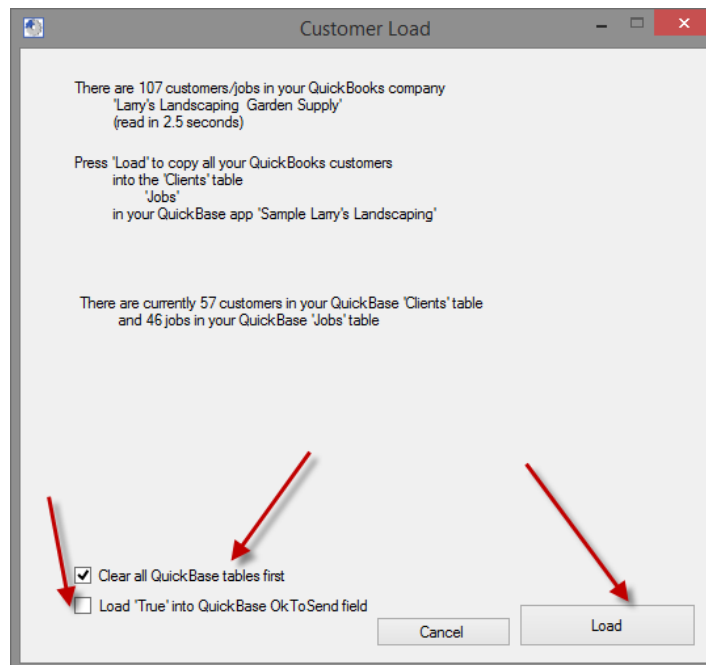 Customer Load
There are 107 customers/jobs in your QuickBooks company
'Larry's Landscaping Garden Supply'
(read in 2.5 seconds)
Press 'Load' to copy all your QuickBooks customers
into the 'Clients' table
'Jobs'
in your QuickBase app 'Sample Larry's Landscaping'
There are currently 57 customers in your QuickBase 'Clients' table
and 46 jobs in your QuickBase 'Jobs' table
Clear all QuickBase tables first
Load 'True' into QuickBase OkToSend field
Cancel
Load